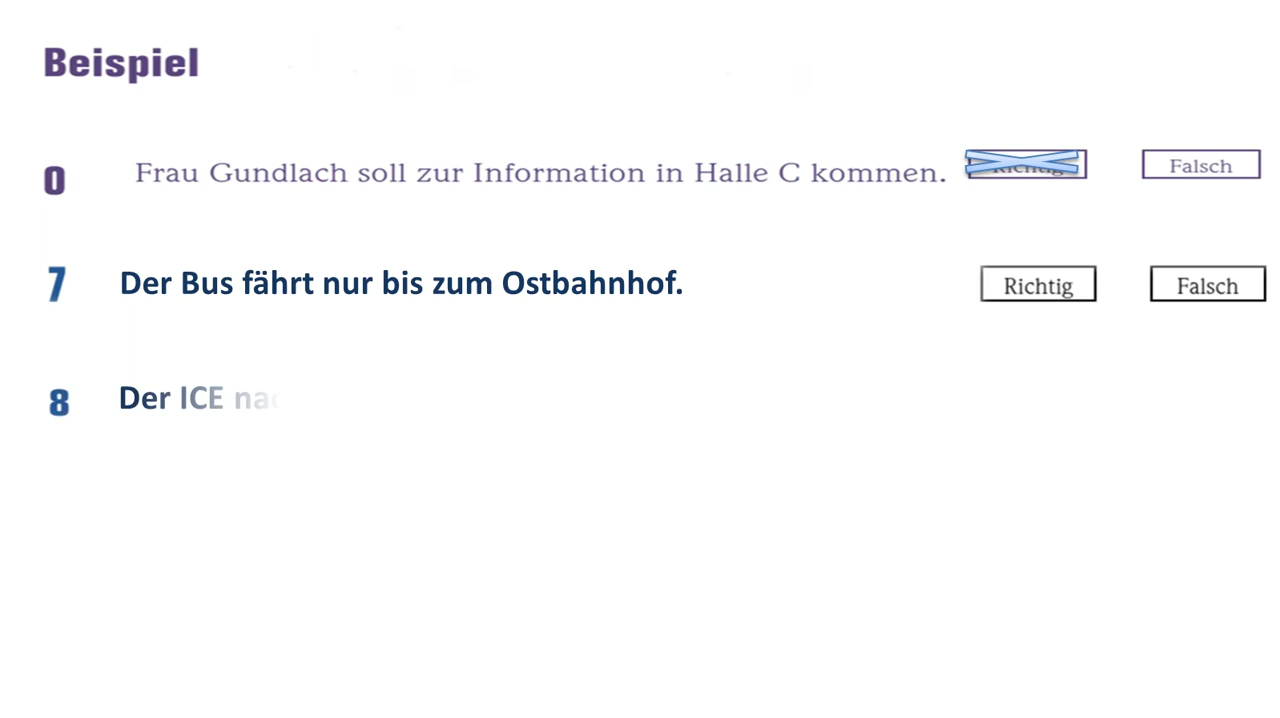 Beispiel
0 Frau Gundlach soll zur Information in Halle C kommen. Richtig Falsch
7 Der Bus fährt nur bis zum Ostbahnhof. Richtig Falsch
8 Der ICE